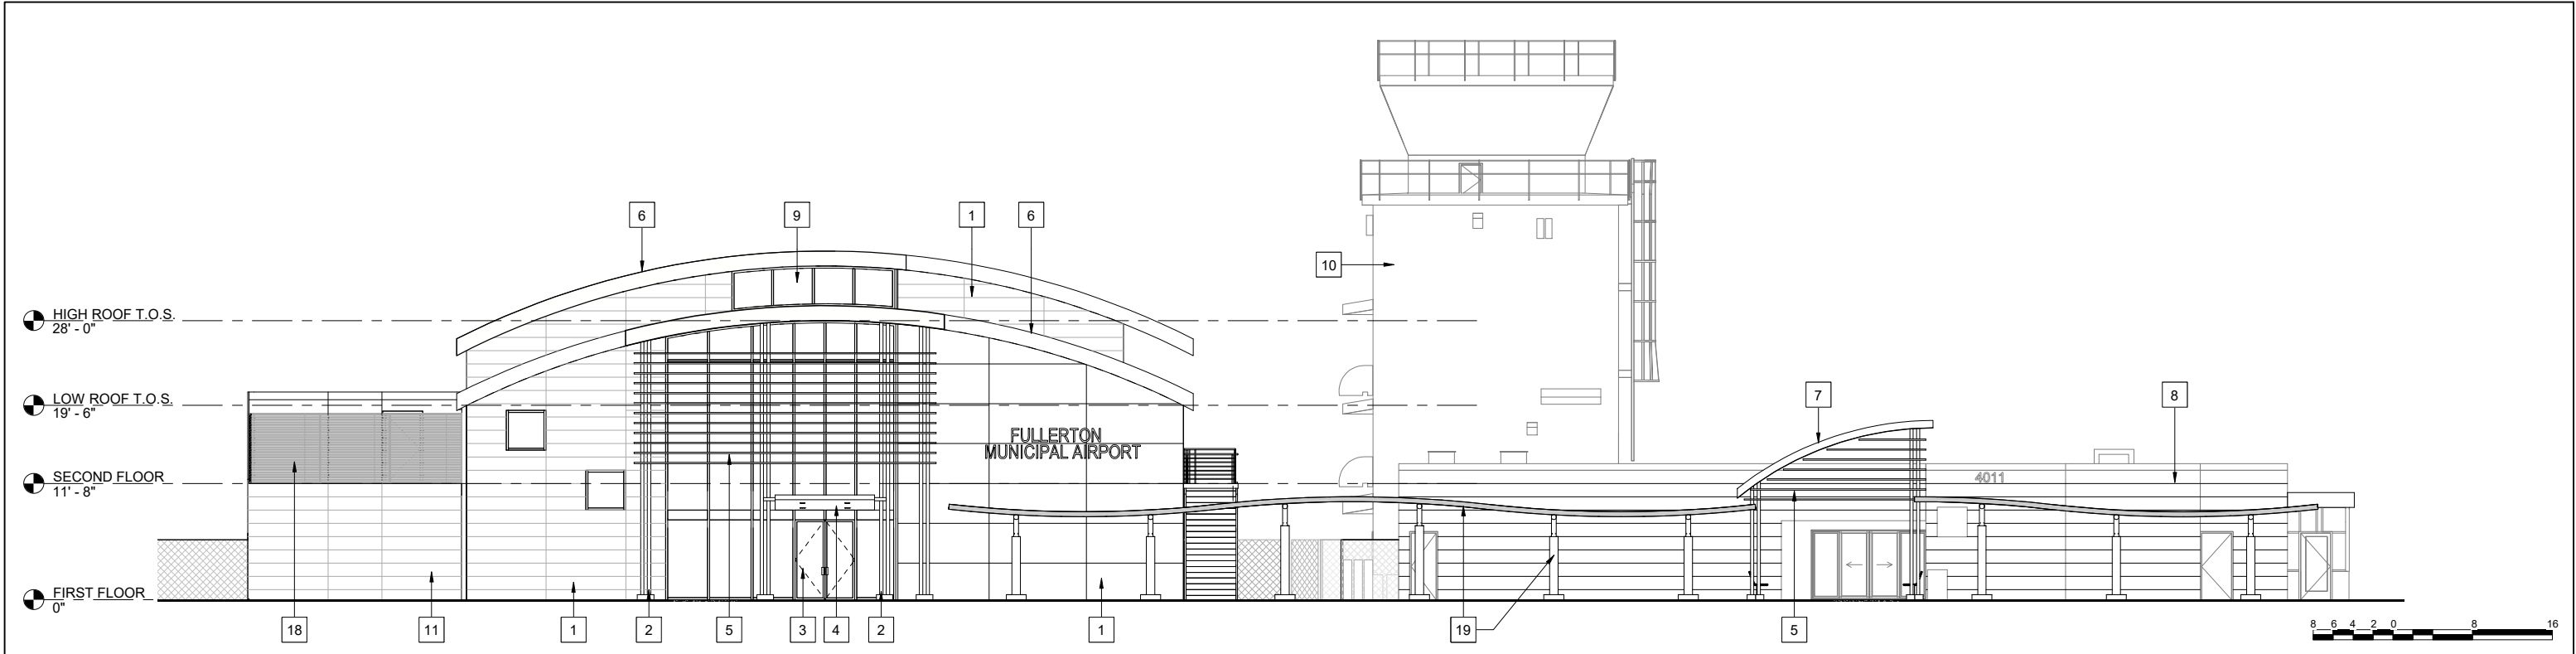 6
9
1
6
10
HIGH ROOF T.O.S.
28' - 0"
LOW ROOF T.O.S.
19' - 6"
7
8
FULLERTON
MUNICIPAL AIRPORT
SECOND FLOOR
11' - 8"
4011
FIRST FLOOR
0"
18
11
1
2
5
3
4
2
1
19
5
8 6 4 2 0 8 16